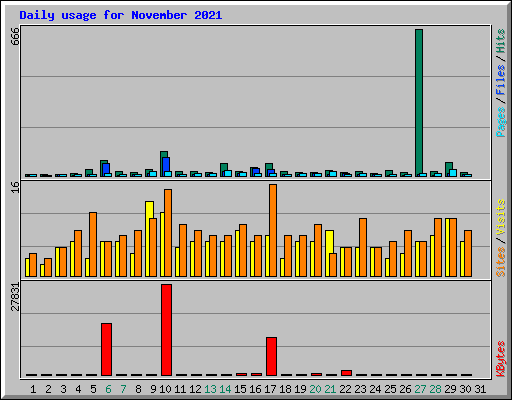 Daily usage for November 2021
666
Pages / Files / Hits
16
Sites / Visits
27831
KBytes
1 2 3 4 5 6 7 8 9 10 11 12 13 14 15 16 17 18 19 20 21 22 23 24 25 26 27 28 29 30 31